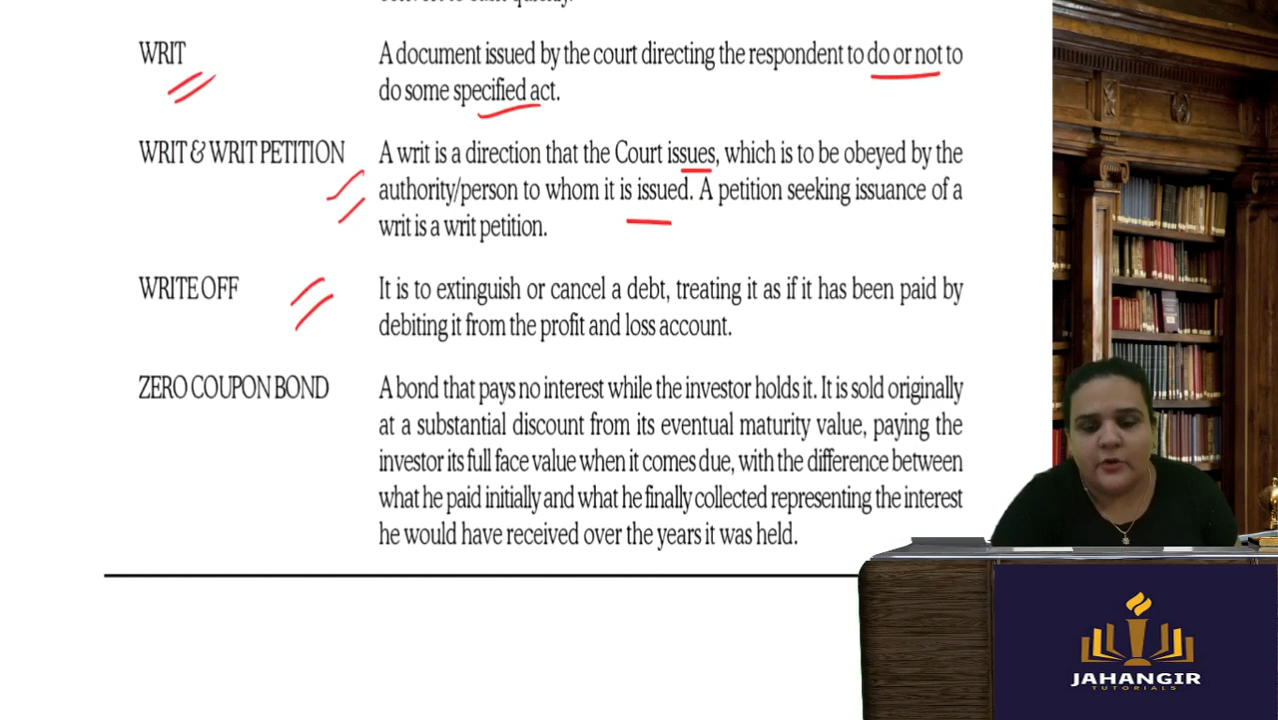 WRIT
A document issued by the court directing the respondent to do or not to
do some specified act.
WRIT & WRIT PETITION
A writ is a direction that the Court issues, which is to be obeyed by the
authority/person to whom it is issued. A petition seeking issuance of a
writ is a writ petition.
WRITE OFF
It is to extinguish or cancel a debt, treating it as if it has been paid by
debiting it from the profit and loss account.
ZERO COUPON BOND
A bond that pays no interest while the investor holds it. It is sold originally
at a substantial discount from its eventual maturity value, paying the
investor its full face value when it comes due, with the difference between
what he paid initially and what he finally collected representing the interest
he would have received over the years it was held.
JAHANGIR
TUTORIALS